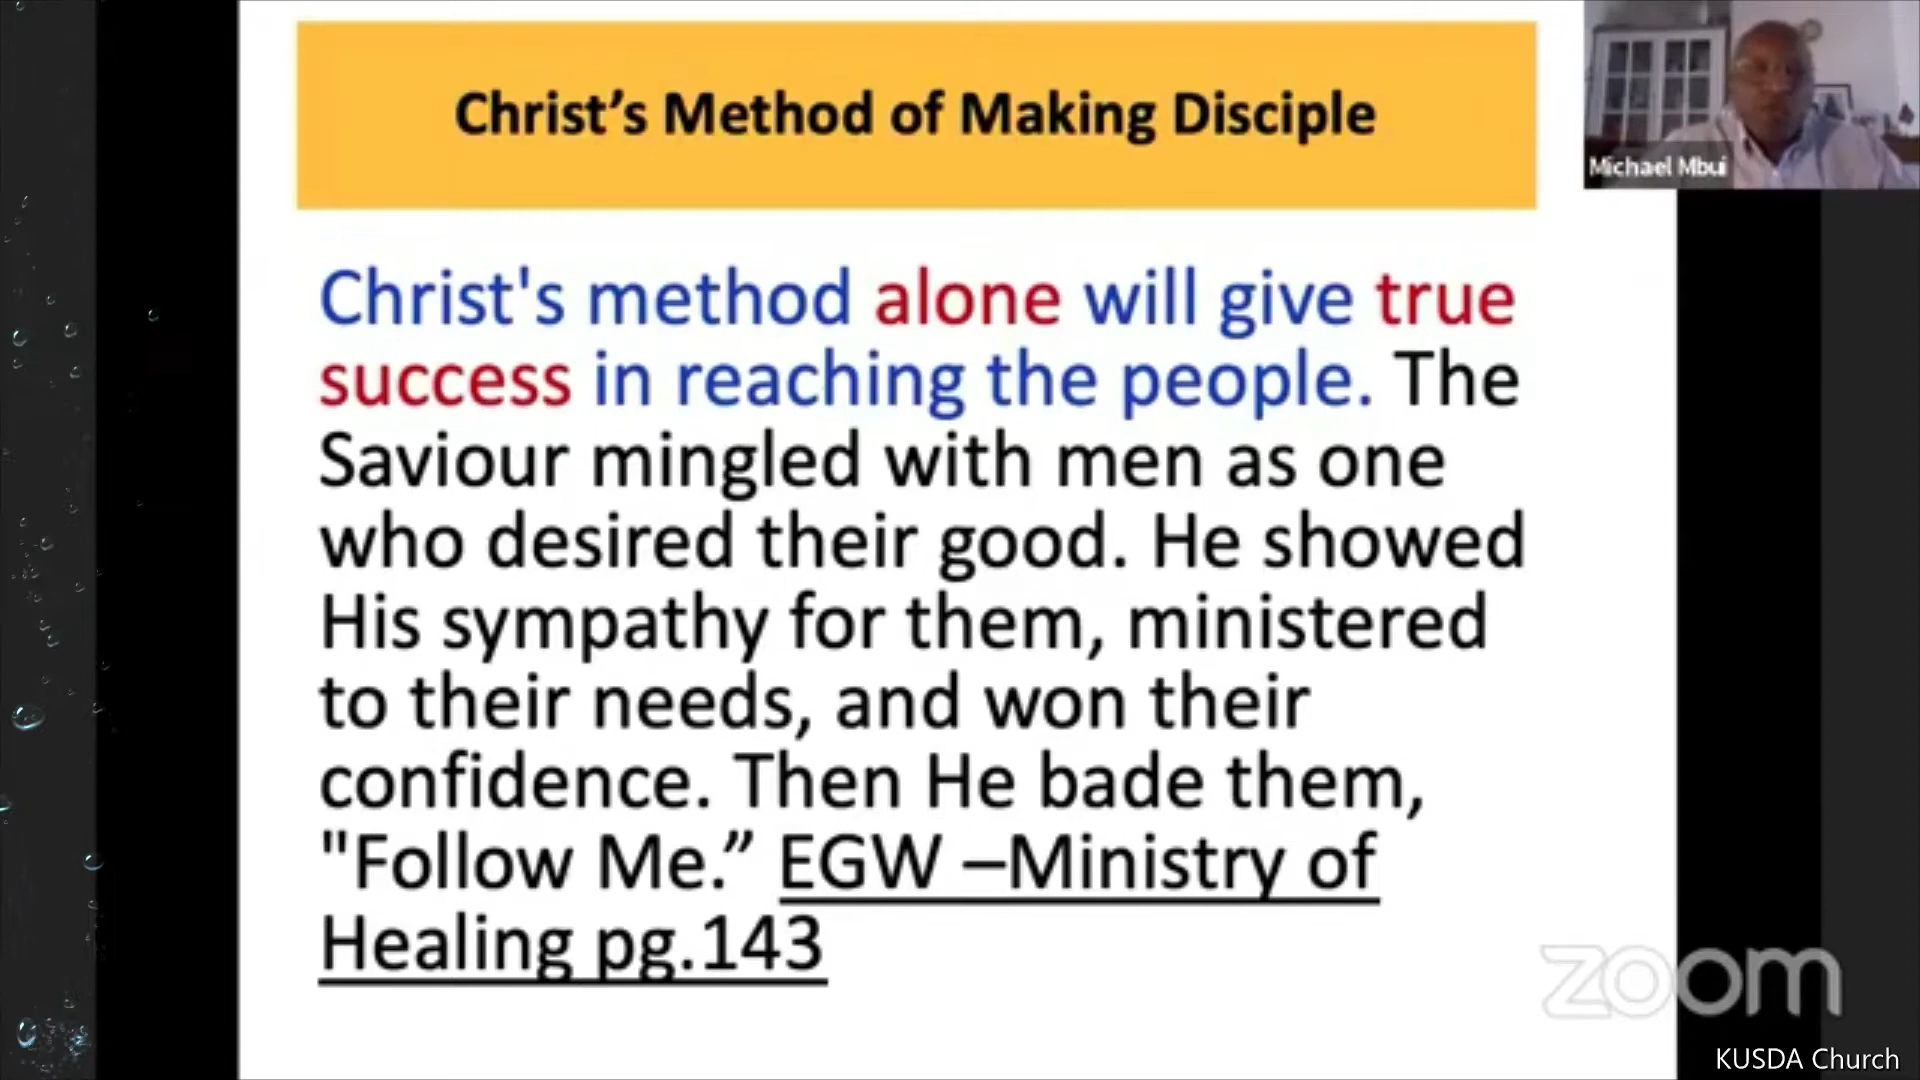 Christ’s Method of Making Disciple
Michael Mbui
Christ's method alone will give true
success in reaching the people. The
Saviour mingled with men as one
who desired their good. He showed
His sympathy for them, ministered
to their needs, and won their
confidence. Then He bade them,
"Follow Me.” EGW –Ministry of
Healing pg.143
zoom
KUSDA Church